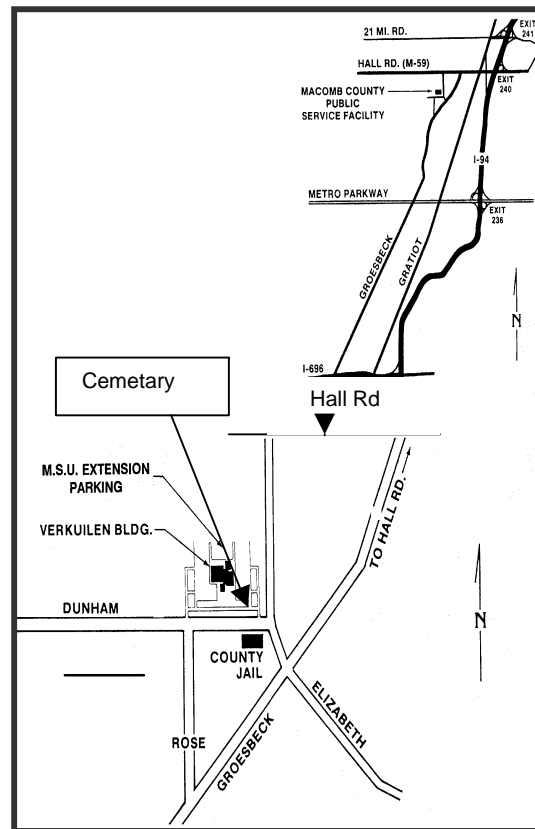 EXIT
241
21 MI. RD.
HALL RD. (M-59)
EXIT
240
MACOMB COUNTY
PUBLIC
SERVICE FACILITY
I-94
METRO PARKWAY
EXIT
236
GROESBECK
GRATIOT
N
I-696
Cemetary
Hall Rd
M.S.U. EXTENSION
PARKING
VERKUILEN BLDG.
TO HALL RD.
DUNHAM
N
COUNTY
JAIL
ELIZABETH
ROSE
GROESBECK